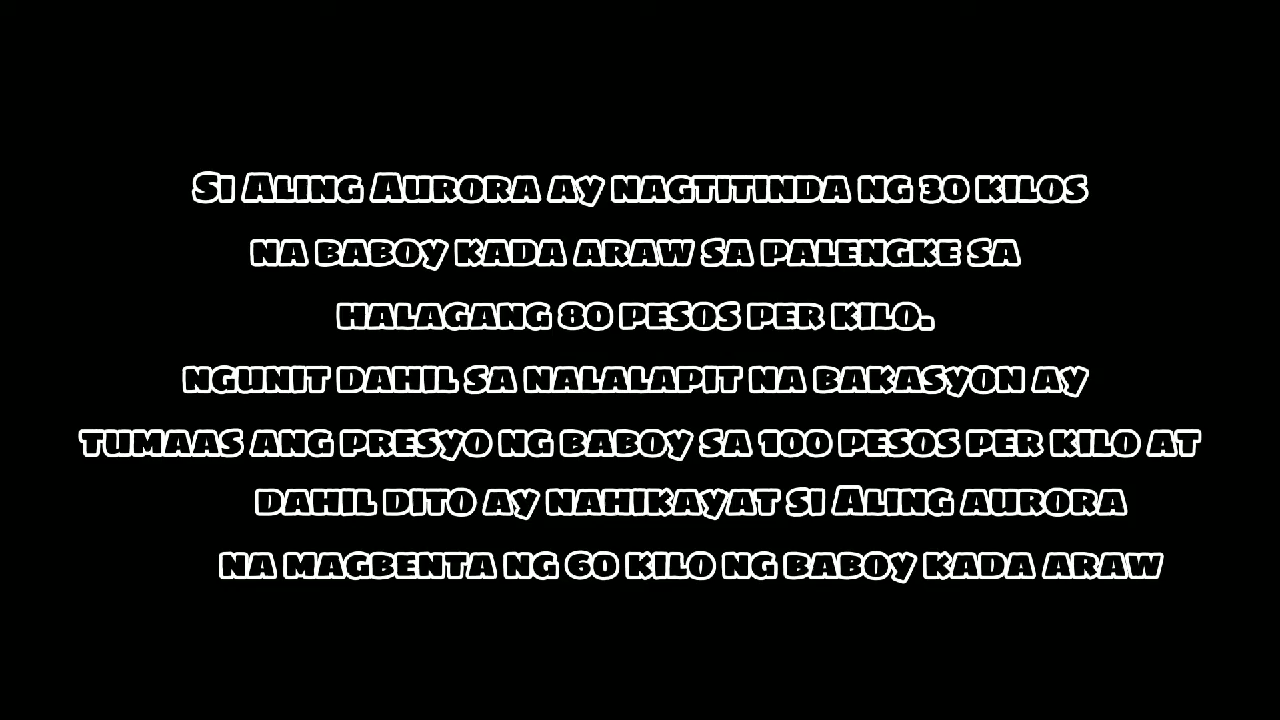 Si Aling Aurora ay nagtitinda ng 30 kilos
na baboy kada araw sa palengke sa
halagang 80 pesos per kilo.
ngunit dahil sa nalalapit na bakasyon ay
tumaas ang presyo ng baboy sa 100 pesos per kilo at
dahil dito ay nahikayat si Aling aurora
na magbenta ng 60 kilo ng baboy kada araw